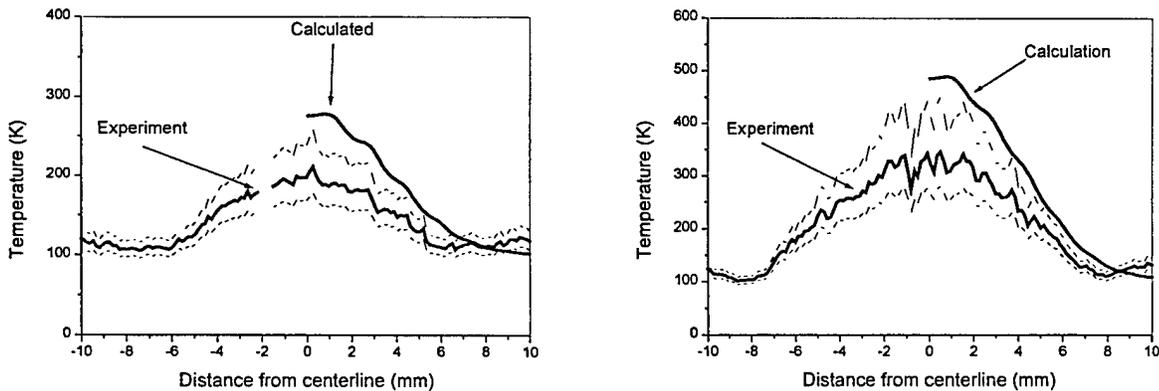 400
300
200
100
0
Temperature (K)
Calculated
Experiment
-10 -8 -6 -4 -2 0 2 4 6 8 10
Distance from centerline (mm)
600
500
400
300
200
100
0
Temperature (K)
Calculation
Experiment
-10 -8 -6 -4 -2 0 2 4 6 8 10
Distance from centerline (mm)